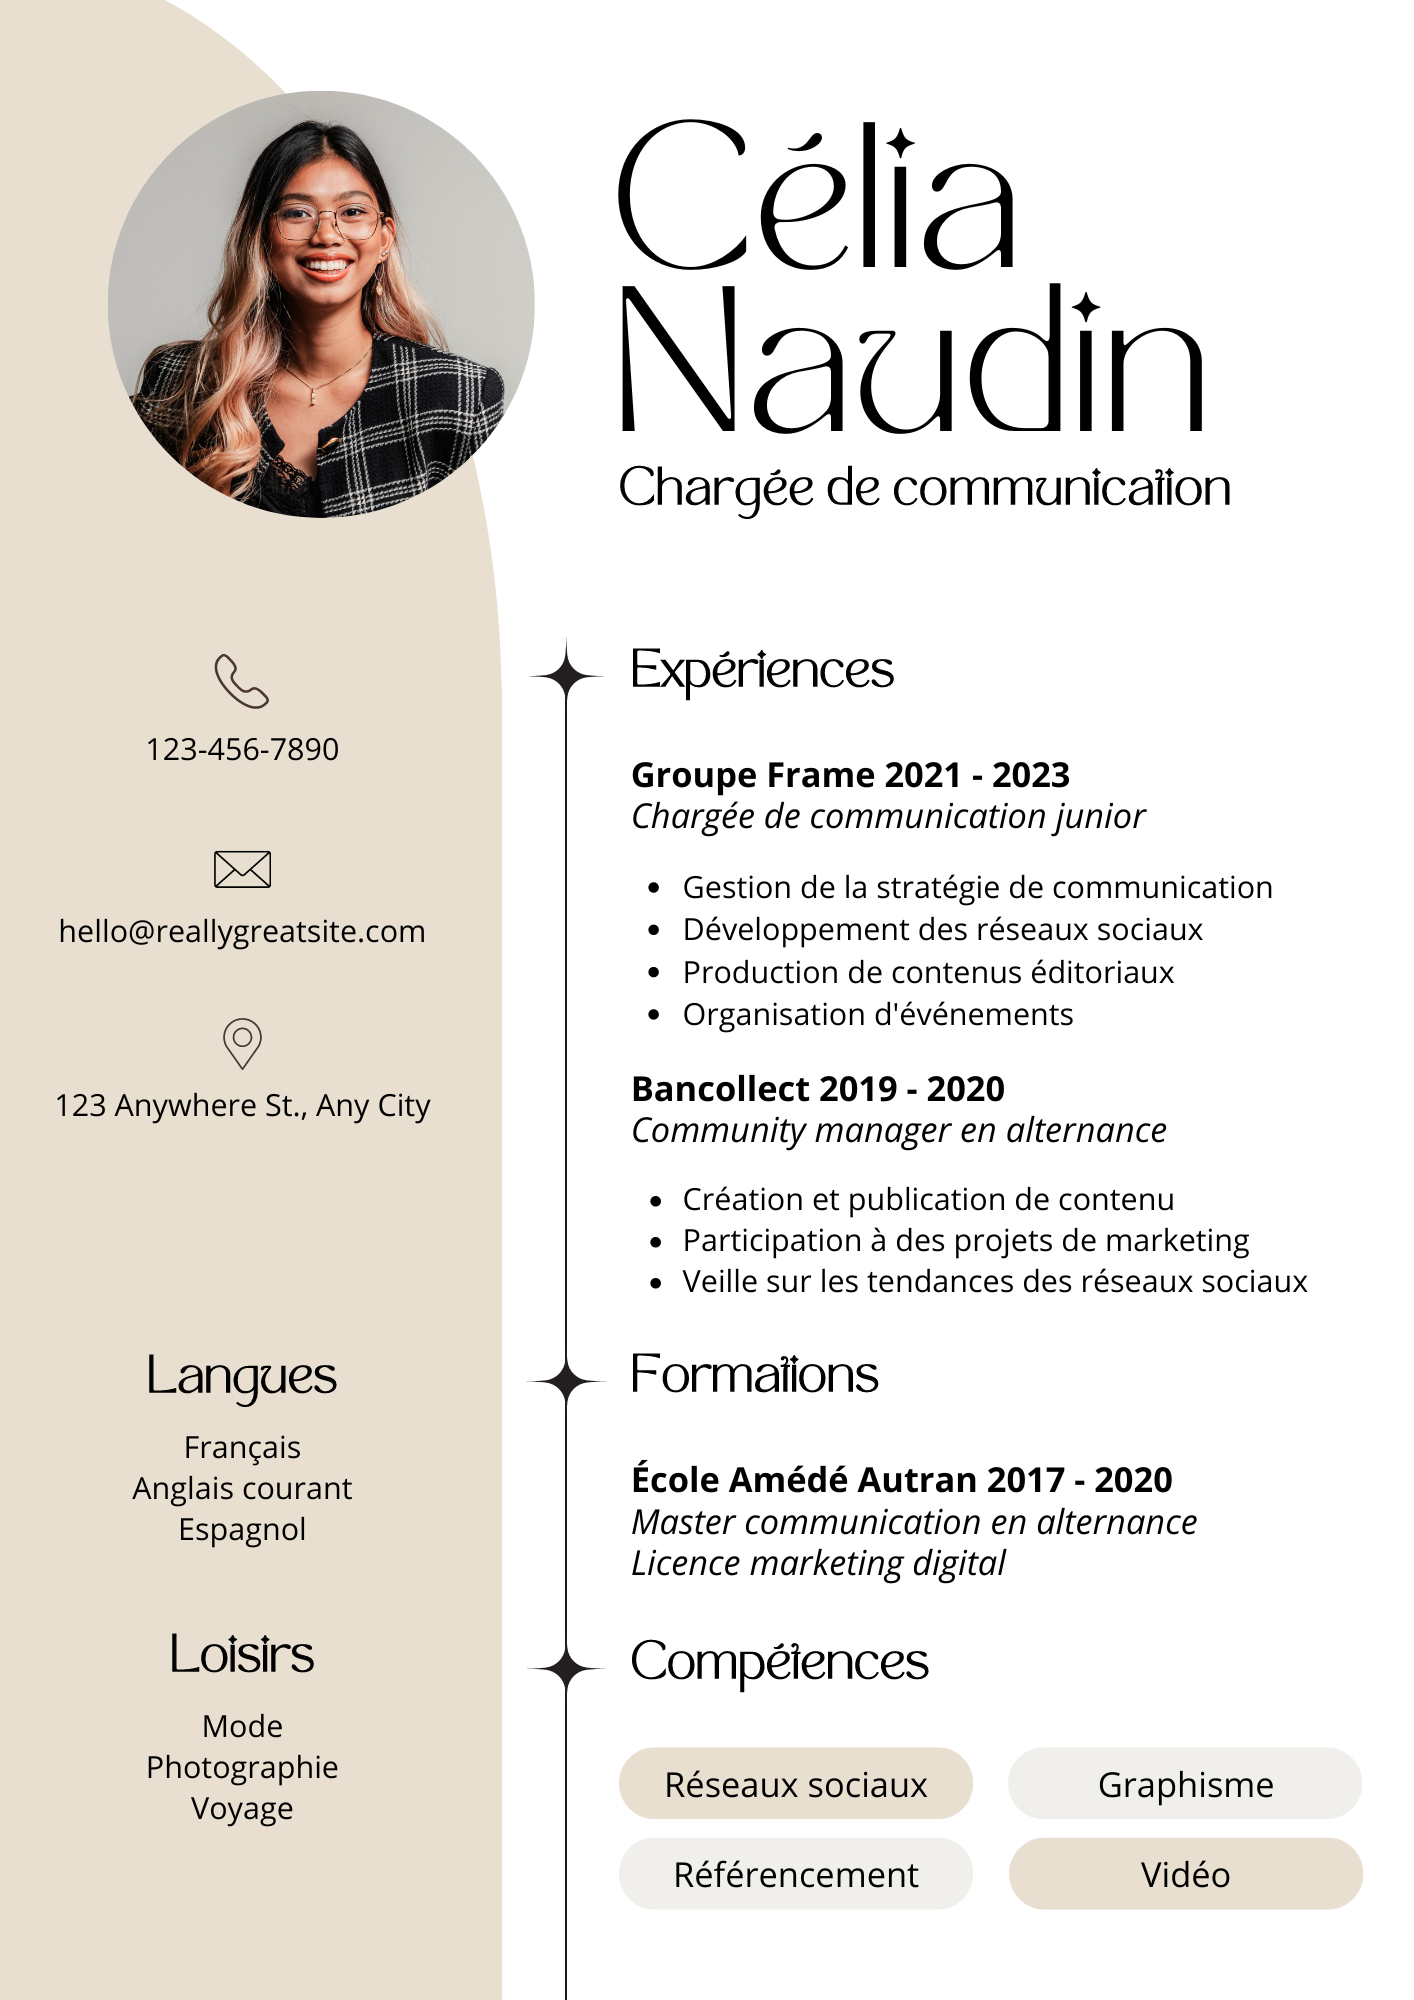 Célia
Naudin
Chargée de communication
123-456-7890
hello@reallygreatsite.com
123 Anywhere St., Any City
Langues
Français
Anglais courant
Espagnol
Loisirs
Mode
Photographie
Voyage
Expériences
Groupe Frame 2021 - 2023
Chargée de communication junior
• Gestion de la stratégie de communication
• Développement des réseaux sociaux
• Production de contenus éditoriaux
• Organisation d'événements
Bancollect 2019 - 2020
Community manager en alternance
• Création et publication de contenu
• Participation à des projets de marketing
• Veille sur les tendances des réseaux sociaux
Formations
École Amédé Autran 2017 - 2020
Master communication en alternance
Licence marketing digital
Compétences
Réseaux sociaux
Graphisme
Référencement
Vidéo